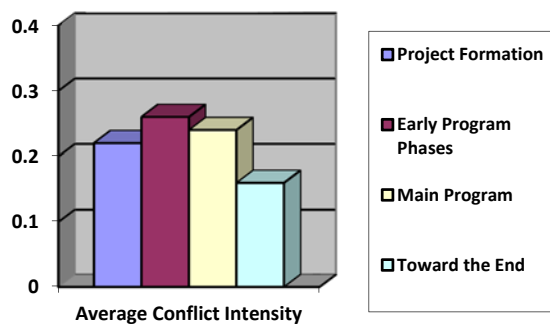 0.4
0.3
0.2
0.1
0
Average Conflict Intensity
Project Formation
Early Program
Phases
Main Program
Toward the End